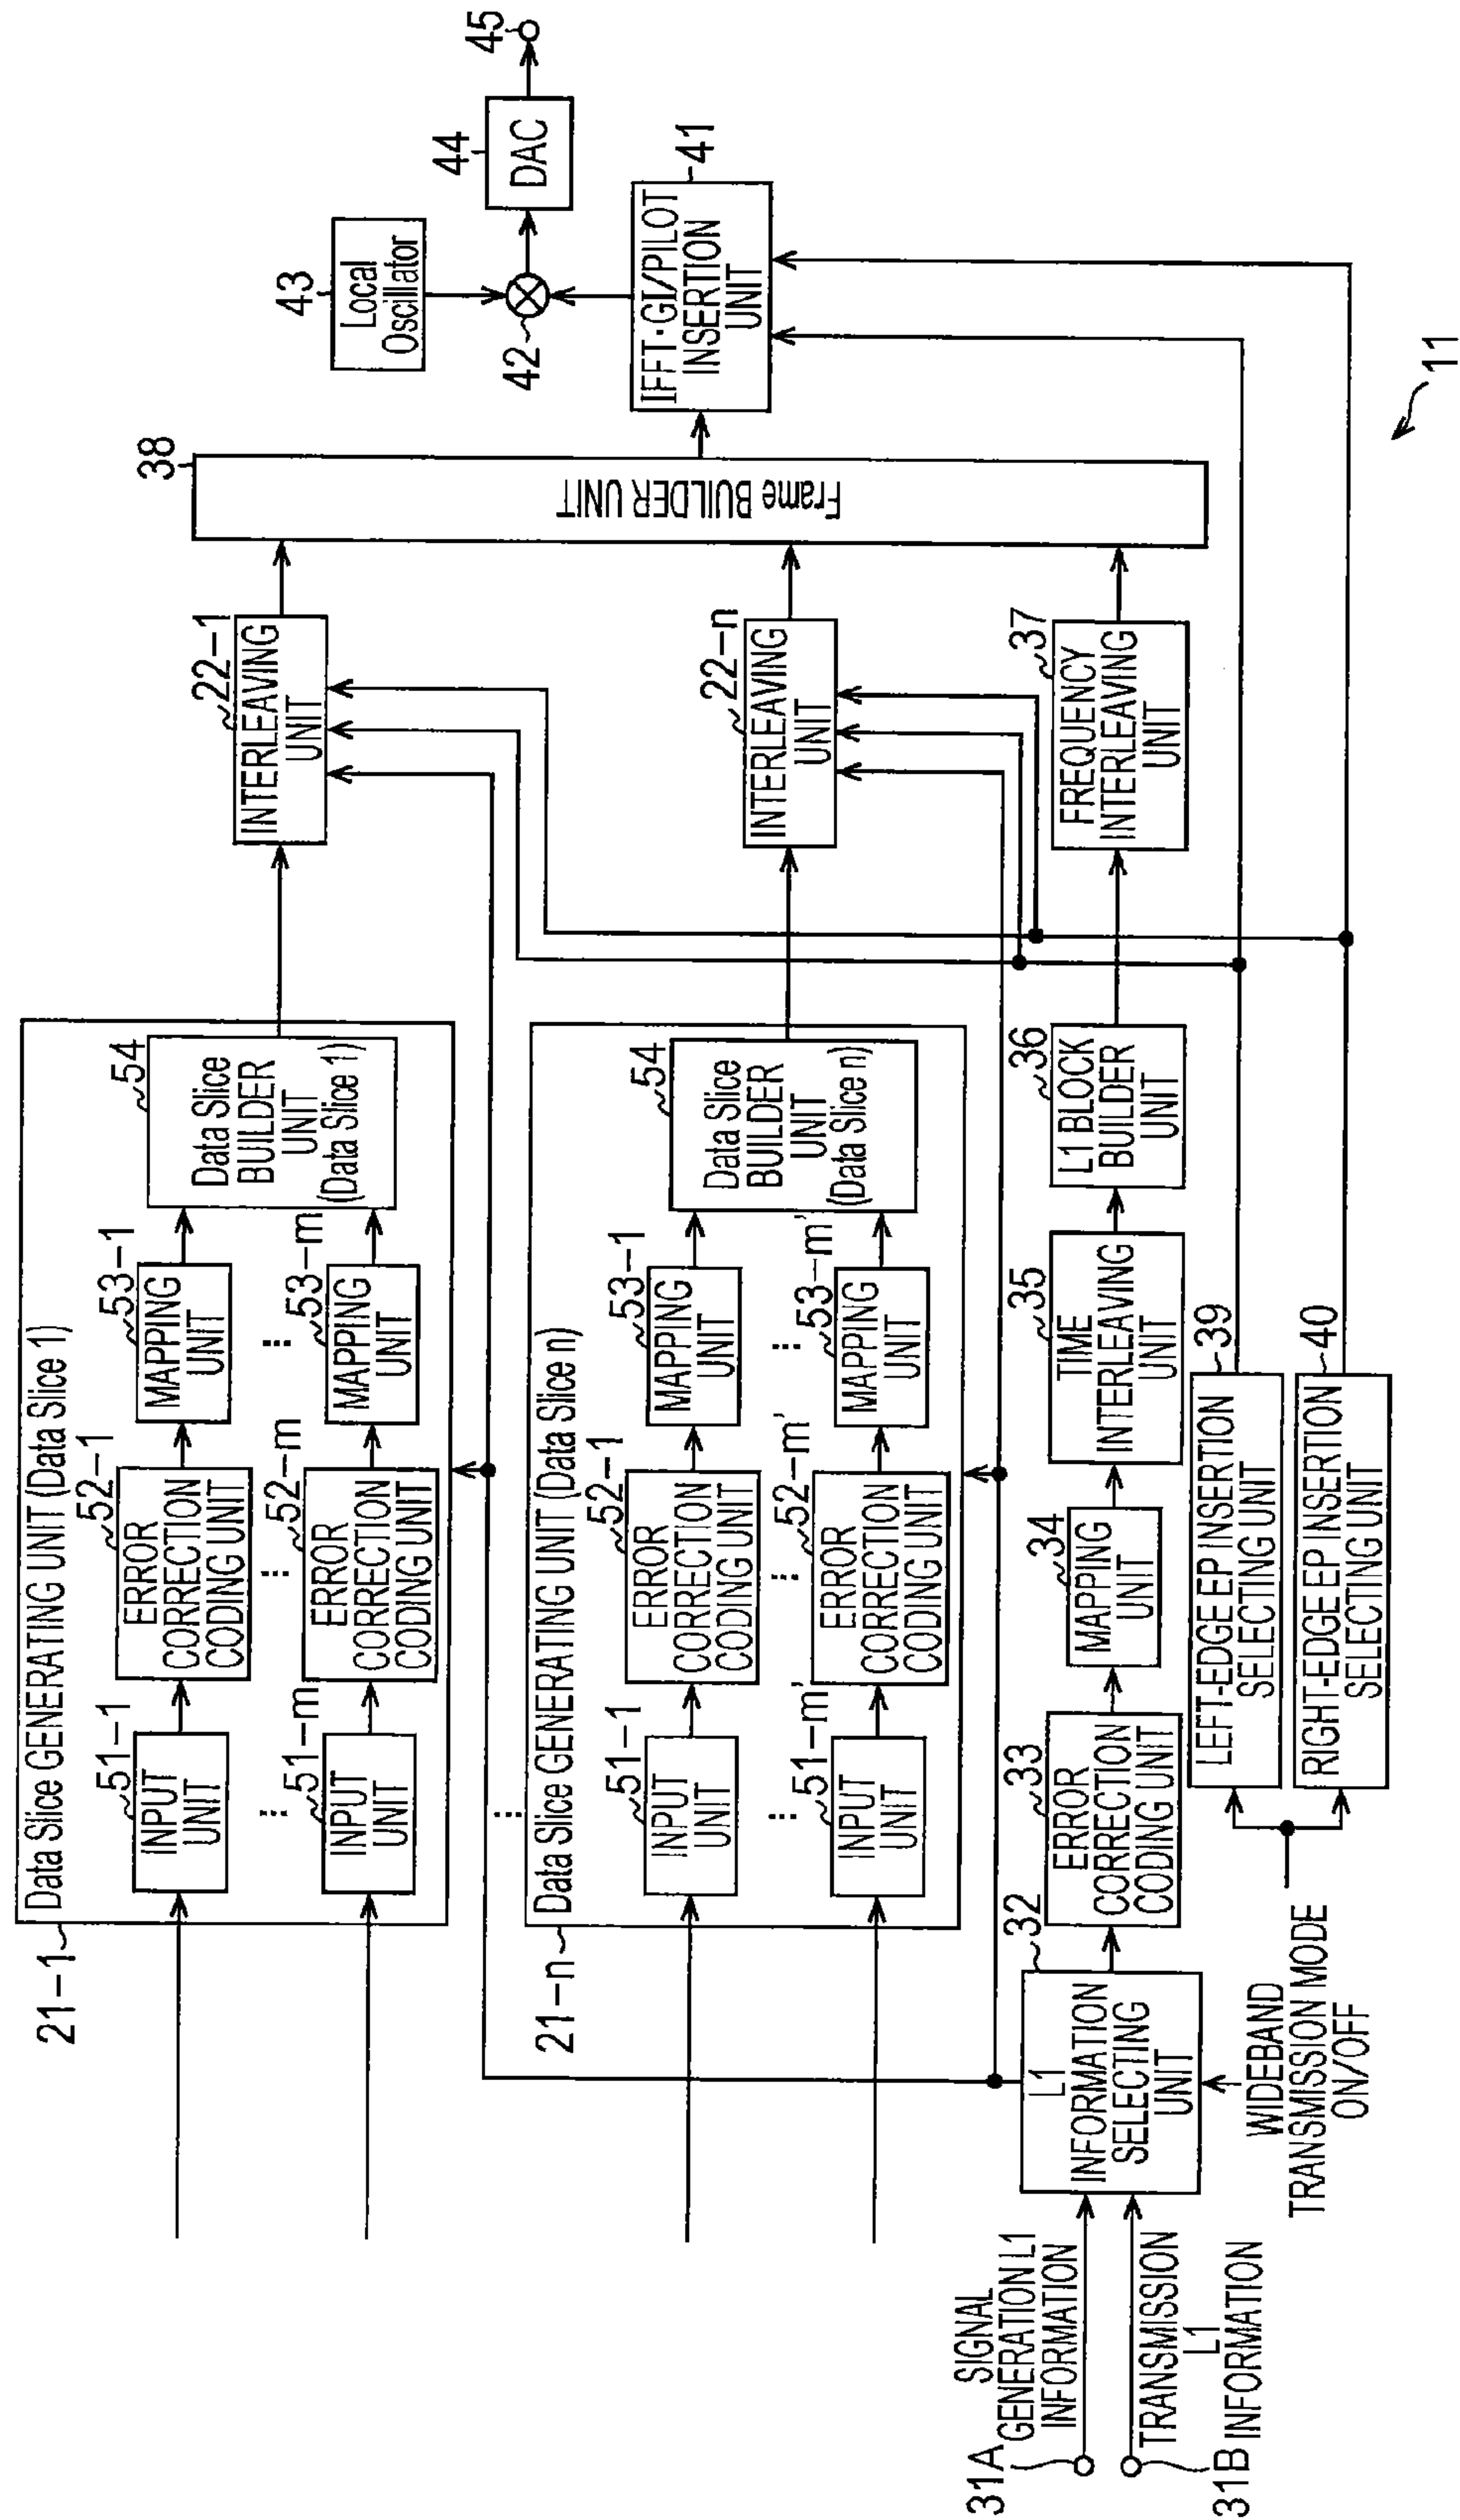 21-1
Data Slice GENERATING UNIT (Data Slice 1)
51-1
INPUT
UNIT
52-1
ERROR
CORRECTION
CODING UNIT
53-1
MAPPING
UNIT
54
Data Slice
BUILDER
UNIT
(Data Slice 1)
51-m
INPUT
UNIT
52-m
ERROR
CORRECTION
CODING UNIT
53-m
MAPPING
UNIT
22-1
INTERLEAVING
UNIT
21-n
Data Slice GENERATING UNIT (Data Slice n)
51-1
INPUT
UNIT
52-1
ERROR
CORRECTION
CODING UNIT
53-1
MAPPING
UNIT
54
Data Slice
BUILDER
UNIT
(Data Slice n)
51-m'
INPUT
UNIT
52-m'
ERROR
CORRECTION
CODING UNIT
53-m'
MAPPING
UNIT
22-n
INTERLEAVING
UNIT
31A
SIGNAL
GENERATION L1
INFORMATION
31B
TRANSMISSION
L1
INFORMATION
32
L1
INFORMATION
SELECTING
UNIT
WIDEBAND
TRANSMISSION MODE
ON/OFF
33
ERROR
CORRECTION
CODING UNIT
34
MAPPING
UNIT
35
TIME
INTERLEAVING
UNIT
36
L1 BLOCK
BUILDER
UNIT
37
FREQUENCY
INTERLEAVING
UNIT
39
LEFT-EDGE EP INSERTION
SELECTING UNIT
40
RIGHT-EDGE EP INSERTION
SELECTING UNIT
38
Frame BUILDER UNIT
43
Local
Oscillator
42
44
DAC
45
41
IFFT·GI/PILOT
INSERTION
UNIT
11